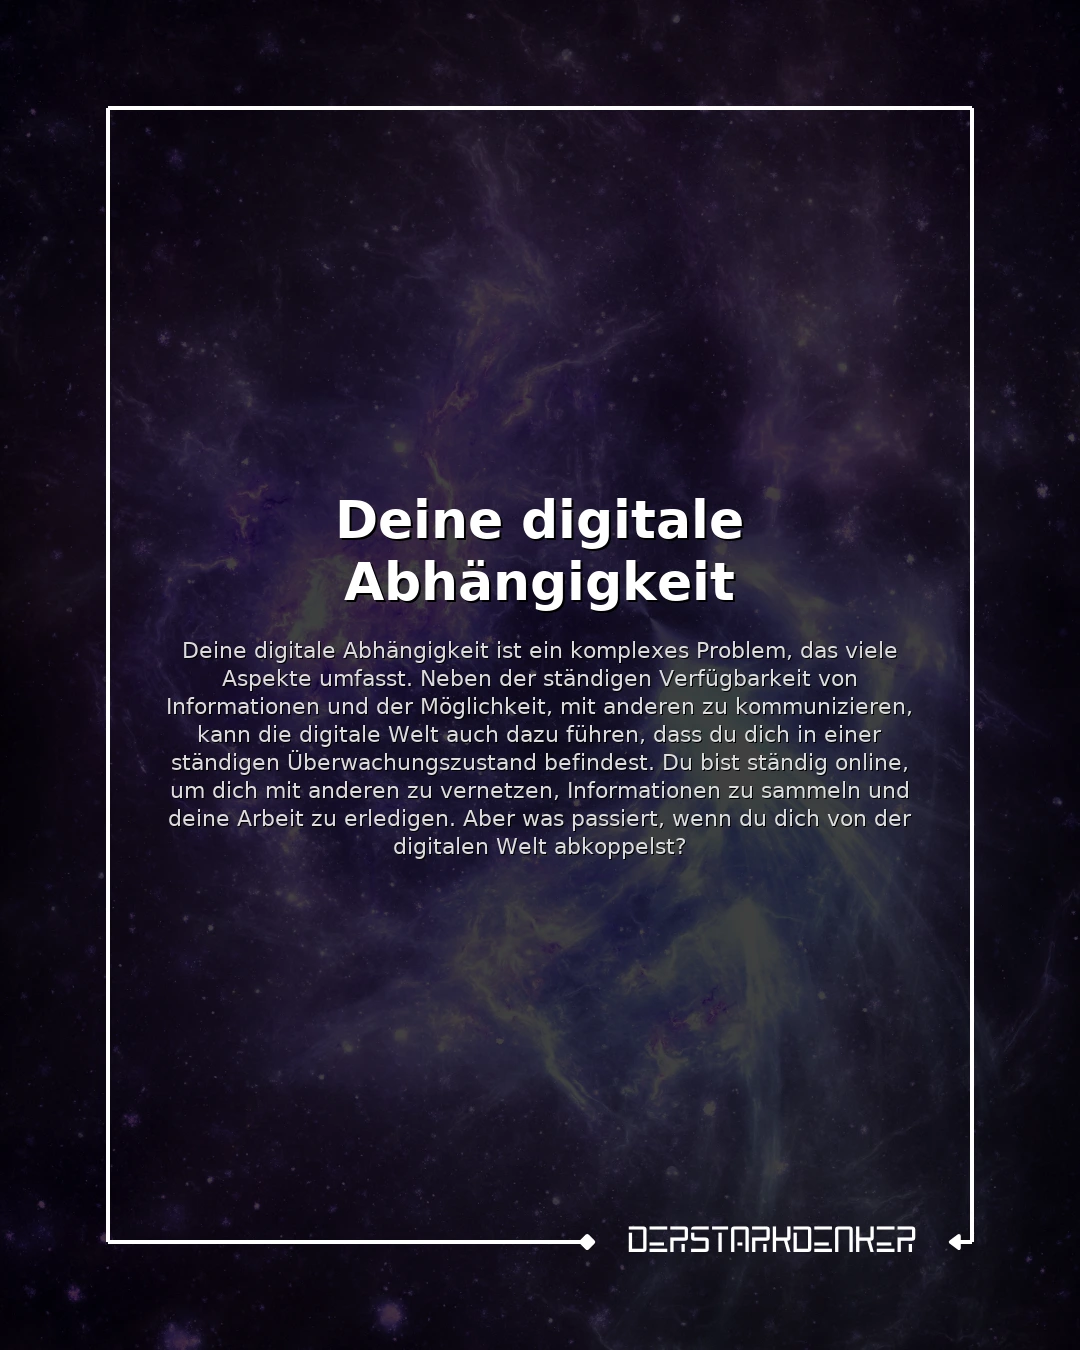 Deine digitale
Abhängigkeit
Deine digitale Abhängigkeit ist ein komplexes Problem, das viele
Aspekte umfasst. Neben der ständigen Verfügbarkeit von
Informationen und der Möglichkeit, mit anderen zu kommunizieren,
kann die digitale Welt auch dazu führen, dass du dich in einer
ständigen Überwachungszustand befindest. Du bist ständig online,
um dich mit anderen zu vernetzen, Informationen zu sammeln und
deine Arbeit zu erledigen. Aber was passiert, wenn du dich von der
digitalen Welt abkoppelst?
DERSTARKDENKER